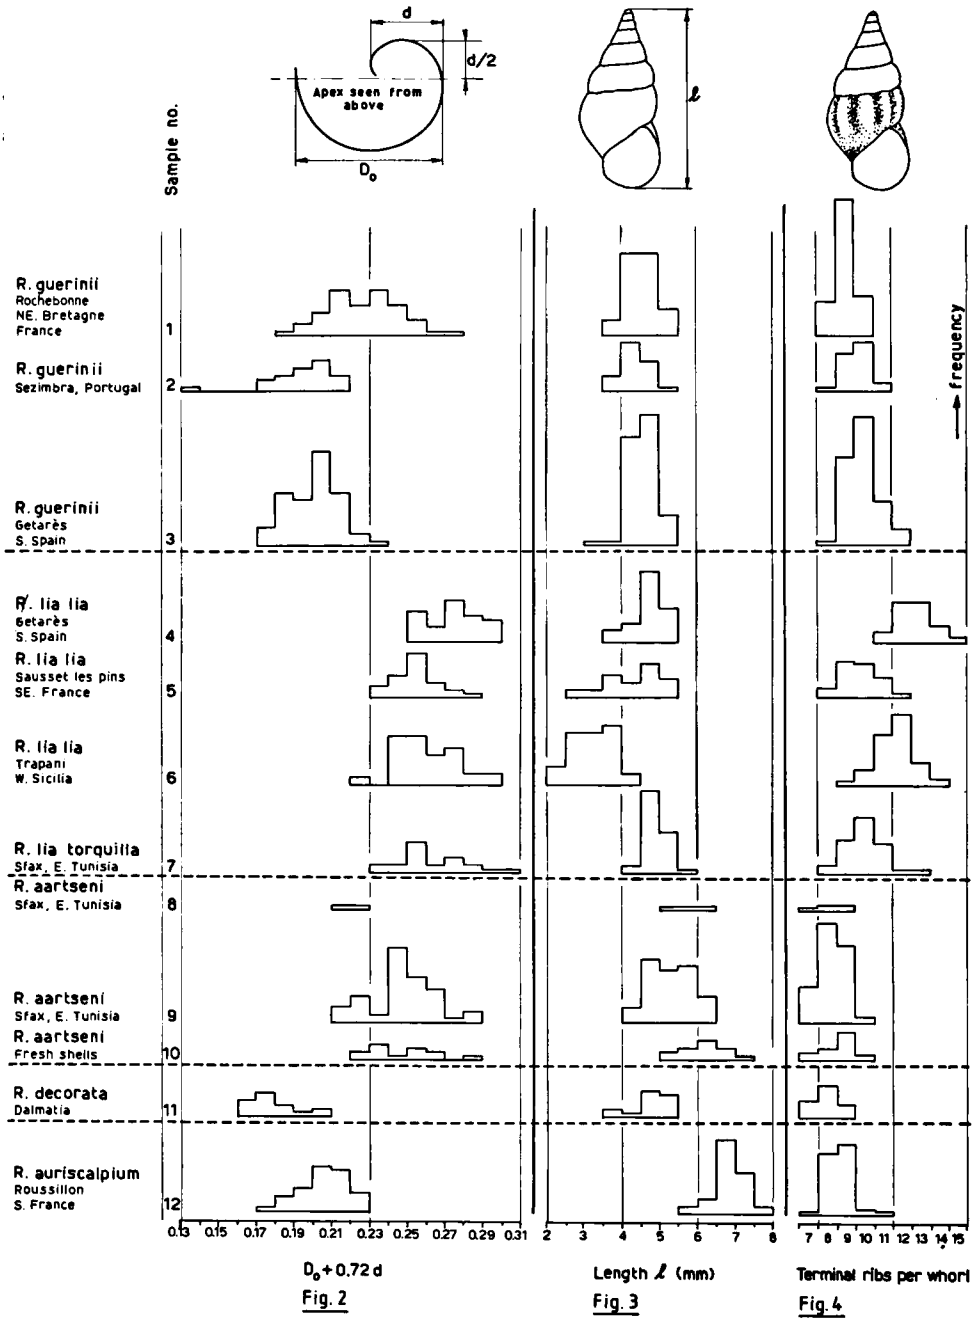 d
d/2
Apex seen from
above
D₀
ℓ
Sample no.
frequency
R. guerinii
Rochebonne
NE. Bretagne
France
1
R. guerinii
Sezimbra, Portugal
2
R. guerinii
Getarès
S. Spain
3
R. lia lia
Getarès
S. Spain
4
R. lia lia
Sausset les pins
SE. France
5
R. lia lia
Trapani
W. Sicilia
6
R. lia torquilla
Sfax, E. Tunisia
7
R. aartseni
Sfax, E. Tunisia
8
R. aartseni
Sfax, E. Tunisia
9
R. aartseni
Fresh shells
10
R. decorata
Dalmatia
11
R. auriscalpium
Roussillon
S. France
12
0.13 0.15 0.17 0.19 0.21 0.23 0.25 0.27 0.29 0.31
2 3 4 5 6 7 8
7 8 9 10 11 12 13 14 15
D₀ + 0.72 d
Length ℓ (mm)
Terminal ribs per whorl
Fig. 2
Fig. 3
Fig. 4